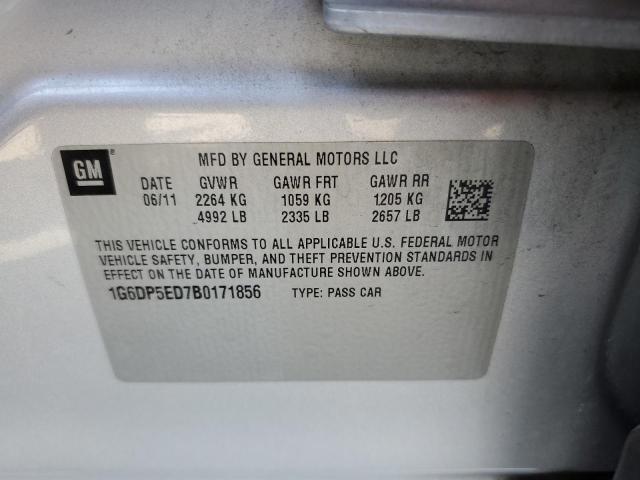 GM
MFD BY GENERAL MOTORS LLC
DATE GVWR GAWR FRT GAWR RR
06/11 2264 KG 1059 KG 1205 KG
4992 LB 2335 LB 2657 LB
THIS VEHICLE CONFORMS TO ALL APPLICABLE U.S. FEDERAL MOTOR
VEHICLE SAFETY, BUMPER, AND THEFT PREVENTION STANDARDS IN
EFFECT ON THE DATE OF MANUFACTURE SHOWN ABOVE.
1G6DP5ED7B0171856 TYPE: PASS CAR